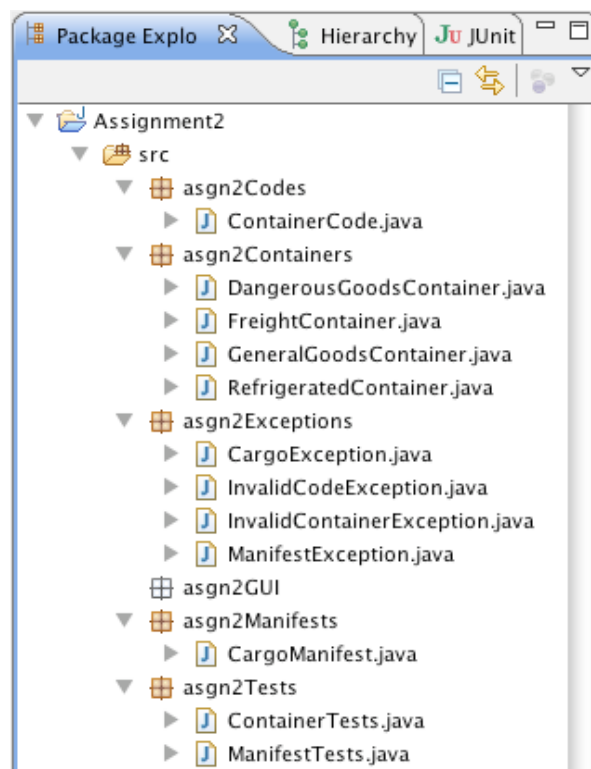 Package Explo Hierarchy JU JUnit
Assignment2
src
asgn2Codes
J ContainerCode.java
asgn2Containers
J DangerousGoodsContainer.java
J FreightContainer.java
J GeneralGoodsContainer.java
J RefrigeratedContainer.java
asgn2Exceptions
J CargoException.java
J InvalidCodeException.java
J InvalidContainerException.java
J ManifestException.java
asgn2GUI
asgn2Manifests
J CargoManifest.java
asgn2Tests
J ContainerTests.java
J ManifestTests.java